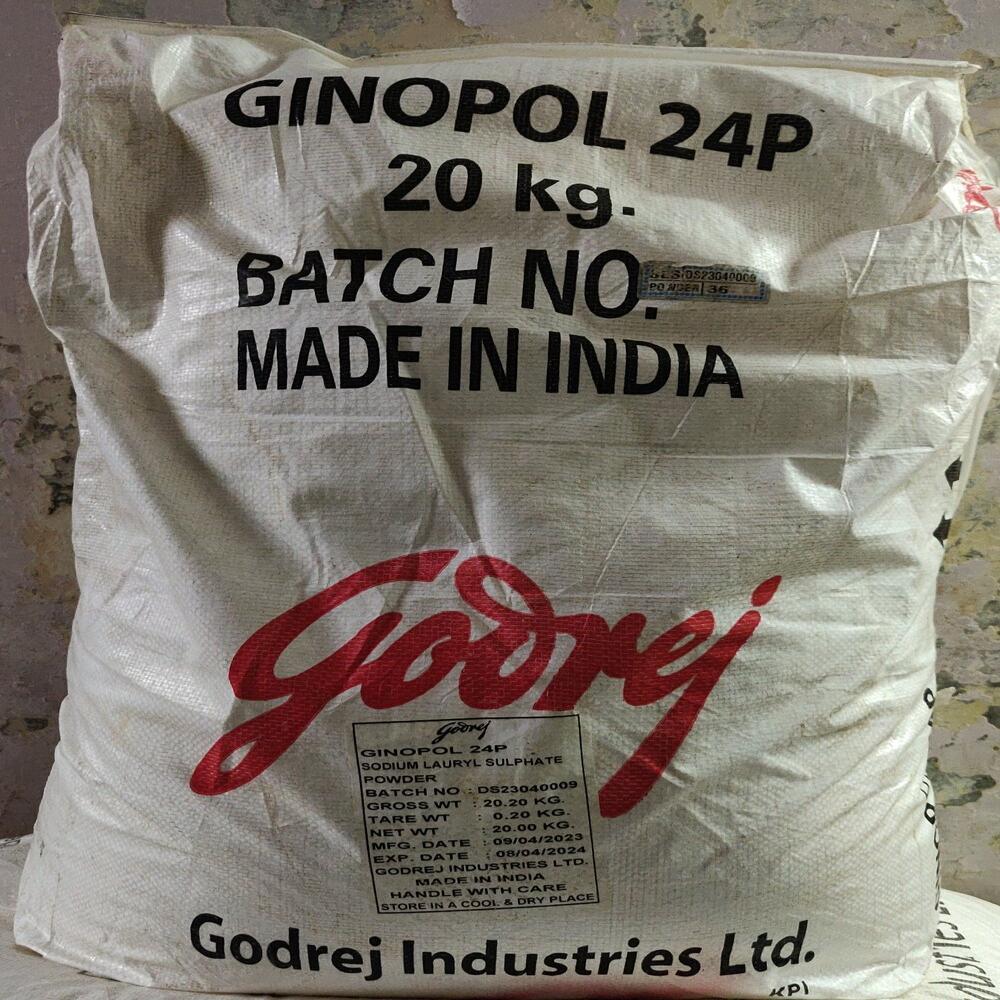 GINOPOL 24P
20 kg.
BATCH NO.
SLS DS23040009
POWDER 36
MADE IN INDIA
Godrej
Godrej
GINOPOL 24P
SODIUM LAURYL SULPHATE
POWDER
BATCH NO : DS23040009
GROSS WT : 20.20 KG.
TARE WT : 0.20 KG.
NET WT : 20.00 KG.
MFG. DATE : 09/04/2023
EXP. DATE : 08/04/2024
GODREJ INDUSTRIES LTD.
MADE IN INDIA
HANDLE WITH CARE
STORE IN A COOL & DRY PLACE
Godrej Industries Ltd.